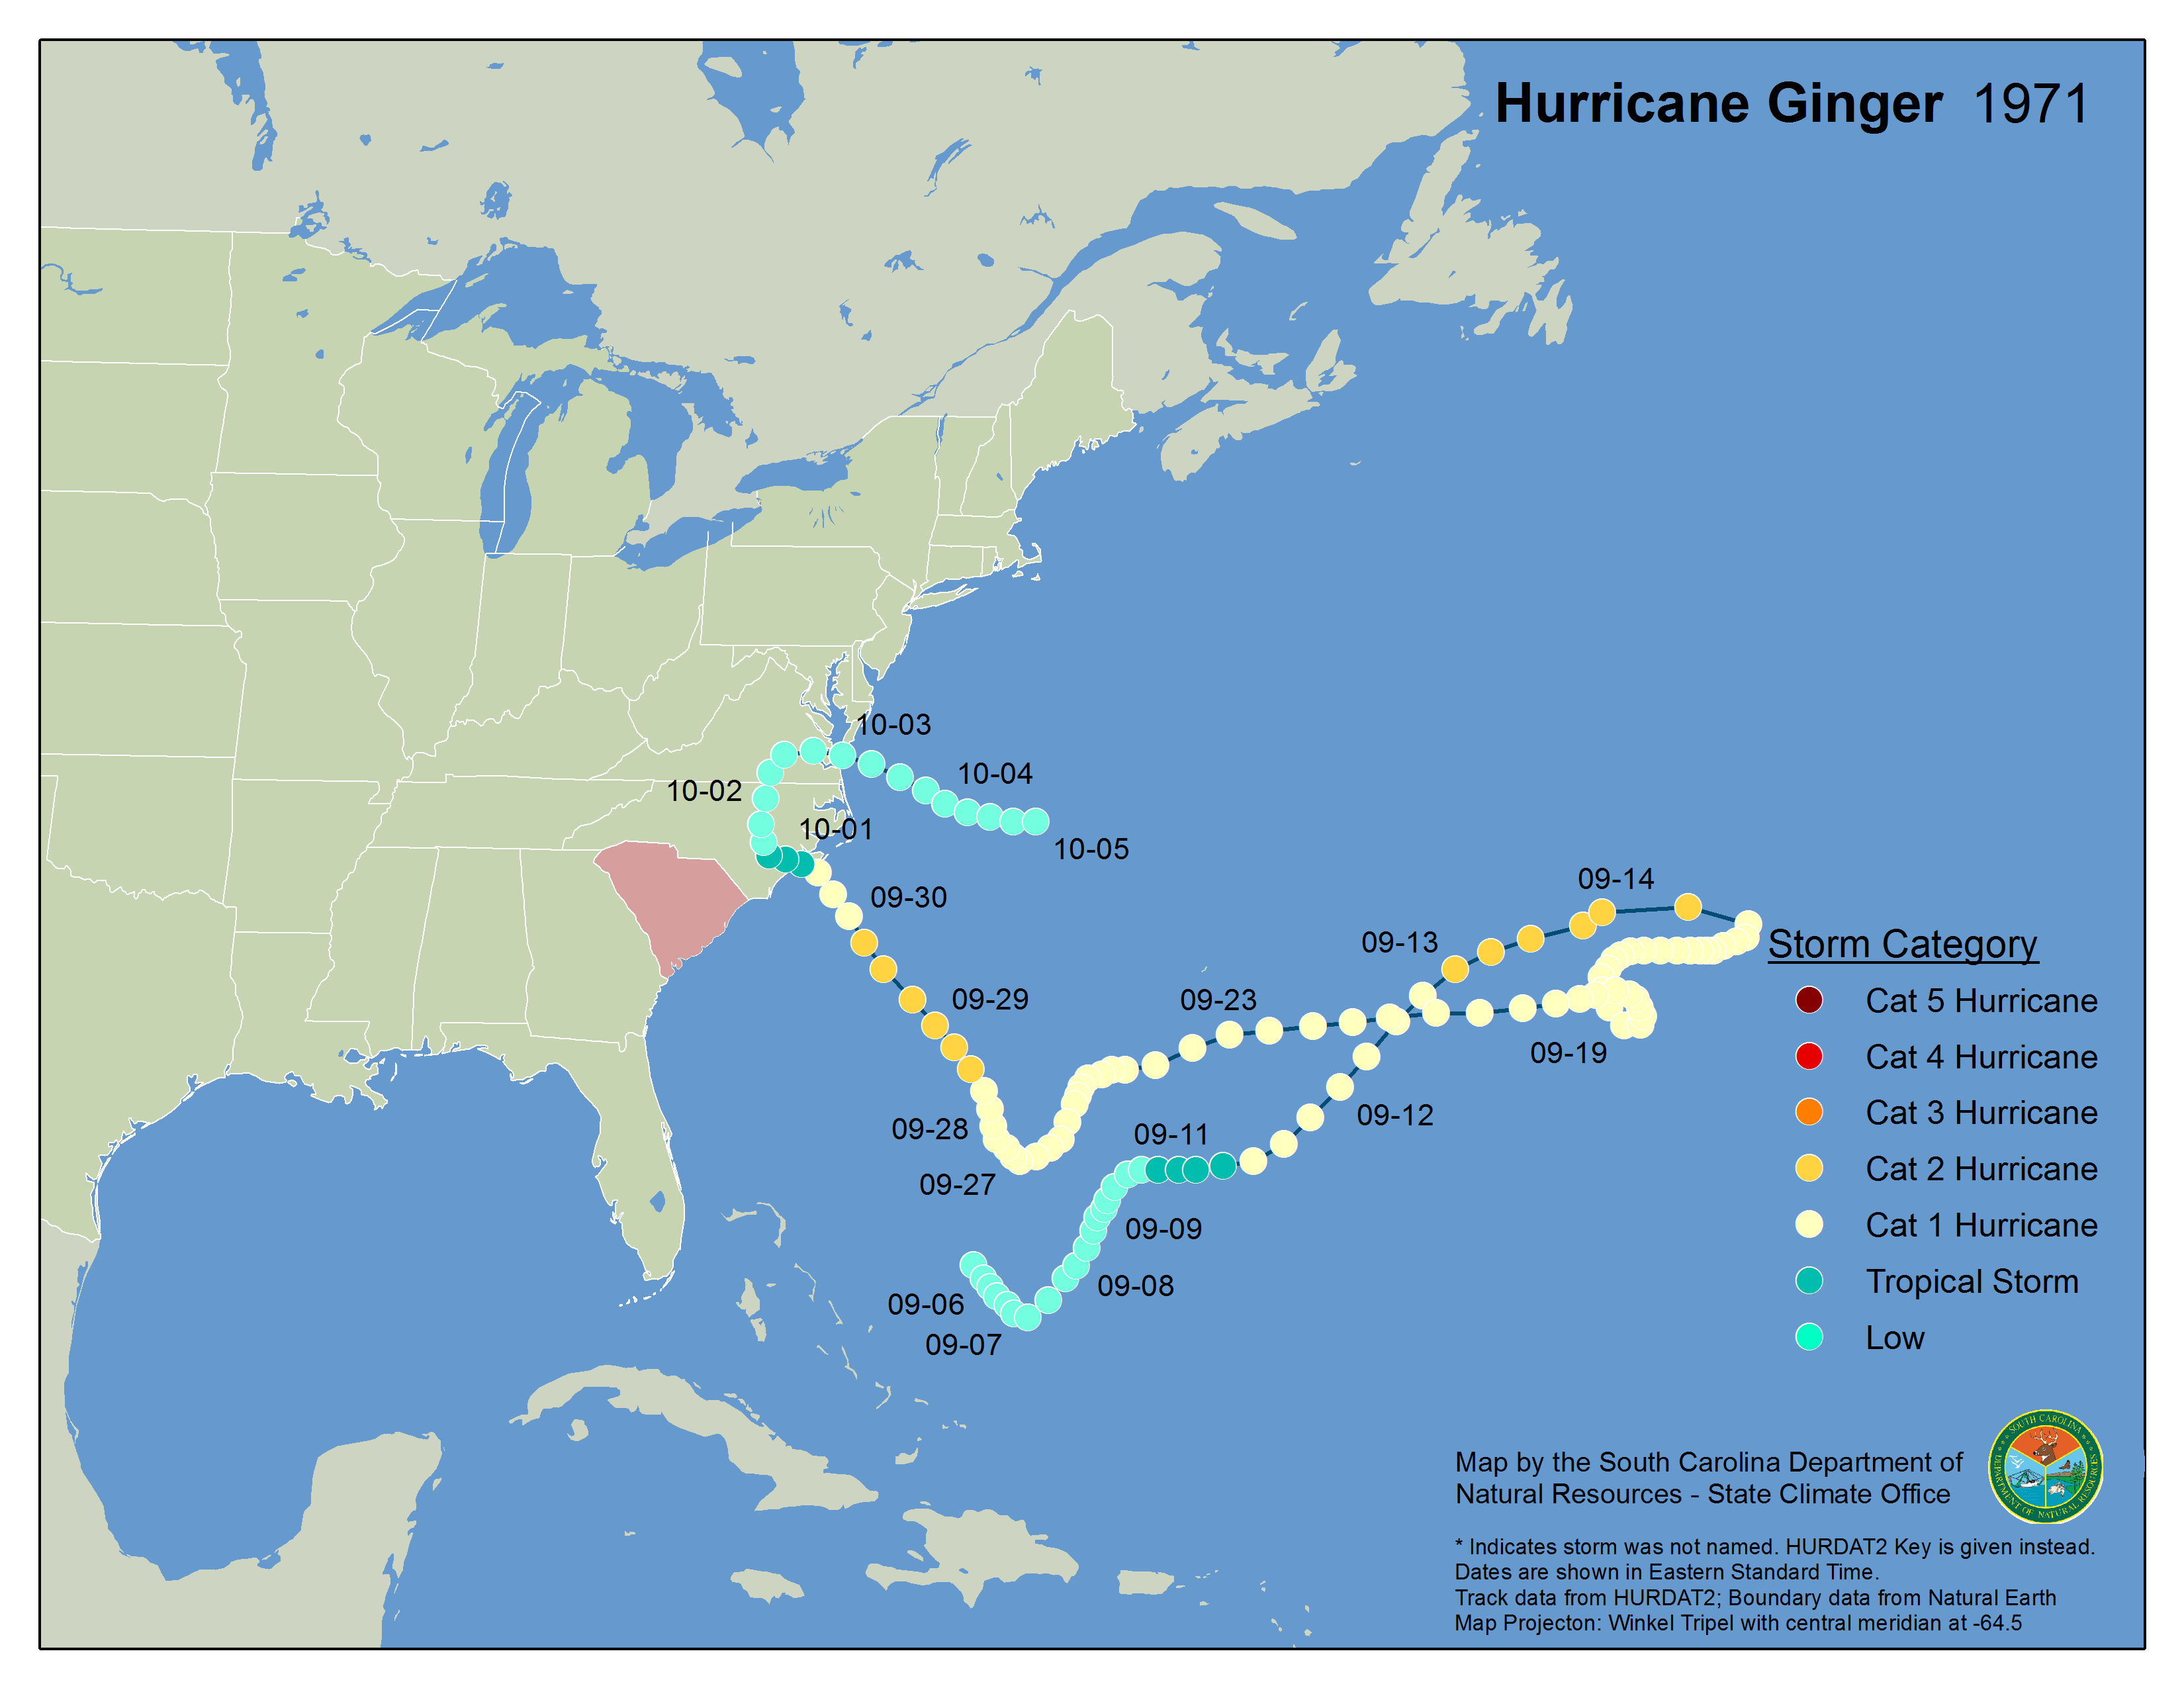 Hurricane Ginger 1971
10-03
10-04
10-02
10-01
10-05
09-30
09-14
09-13
09-29
09-23
09-19
09-12
09-28
09-11
09-27
09-09
09-08
09-06
09-07
Storm Category
Cat 5 Hurricane
Cat 4 Hurricane
Cat 3 Hurricane
Cat 2 Hurricane
Cat 1 Hurricane
Tropical Storm
Low
Map by the South Carolina Department of
Natural Resources - State Climate Office
SOUTH CAROLINA
DEPARTMENT OF NATURAL RESOURCES
* Indicates storm was not named. HURDAT2 Key is given instead.
Dates are shown in Eastern Standard Time.
Track data from HURDAT2; Boundary data from Natural Earth
Map Projecton: Winkel Tripel with central meridian at -64.5